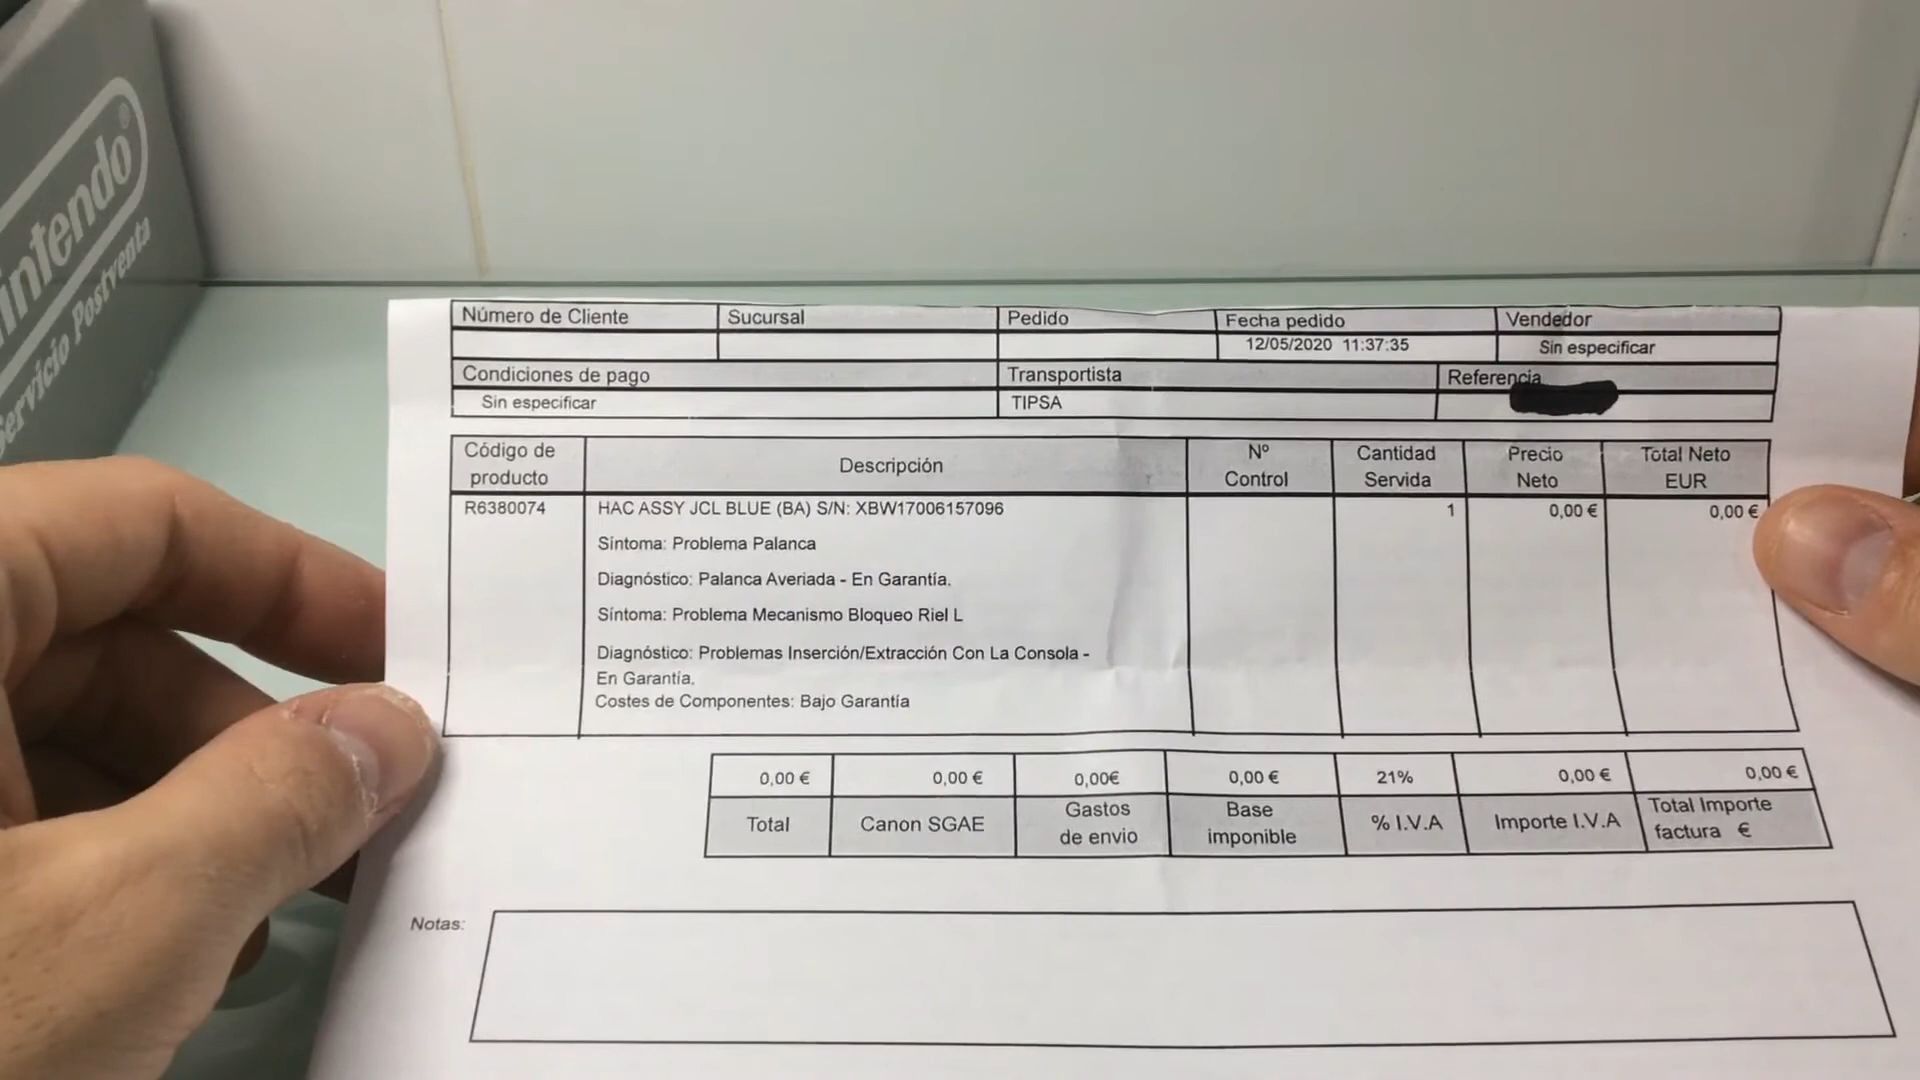 Nintendo®
Servicio Postventa
Número de Cliente Sucursal Pedido Fecha pedido Vendedor
12/05/2020 11:37:35 Sin especificar
Condiciones de pago Transportista Referencia
Sin especificar TIPSA
Código de producto Descripción Nº Control Cantidad Servida Precio Neto Total Neto EUR
R6380074 HAC ASSY JCL BLUE (BA) S/N: XBW17006157096 1 0,00 € 0,00 €
Síntoma: Problema Palanca
Diagnóstico: Palanca Averiada - En Garantía.
Síntoma: Problema Mecanismo Bloqueo Riel L
Diagnóstico: Problemas Inserción/Extracción Con La Consola -
En Garantía.
Costes de Componentes: Bajo Garantía
0,00 € 0,00 € 0,00€ 0,00 € 21% 0,00 € 0,00 €
Total Canon SGAE Gastos de envio Base imponible % I.V.A Importe I.V.A Total Importe factura €
Notas: